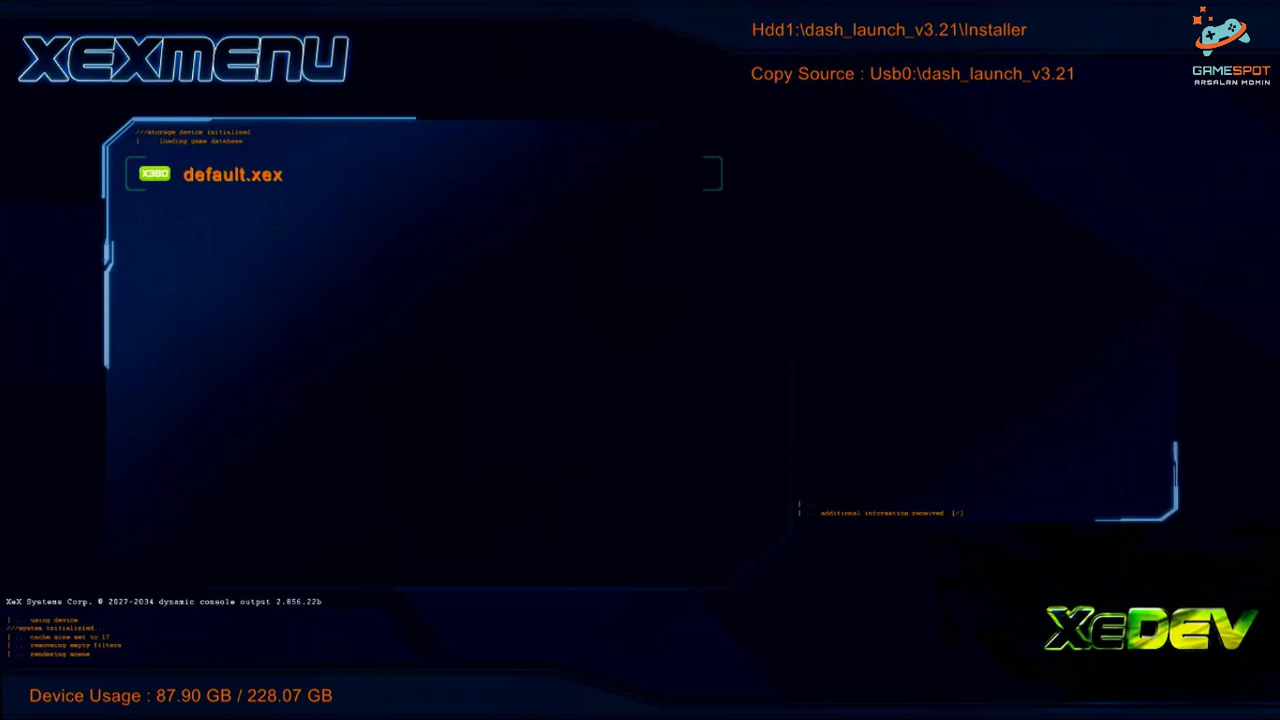 XEXMENU
Hdd1:\dash_launch_v3.21\Installer
Copy Source : Usb0:\dash_launch_v3.21
GAMESPOT
ARSALAN MOMIN
///storage device initialized
| .. loading game database
X360 default.xex
| ..
| .. additional information received [/]
XeX Systems Corp. © 2027-2034 dynamic console output 2.856.22b
| .. using device
///system initialized..
| .. cache size set to 17
| .. removeing empty filters
| .. rendering scene
XeDEV
Device Usage : 87.90 GB / 228.07 GB